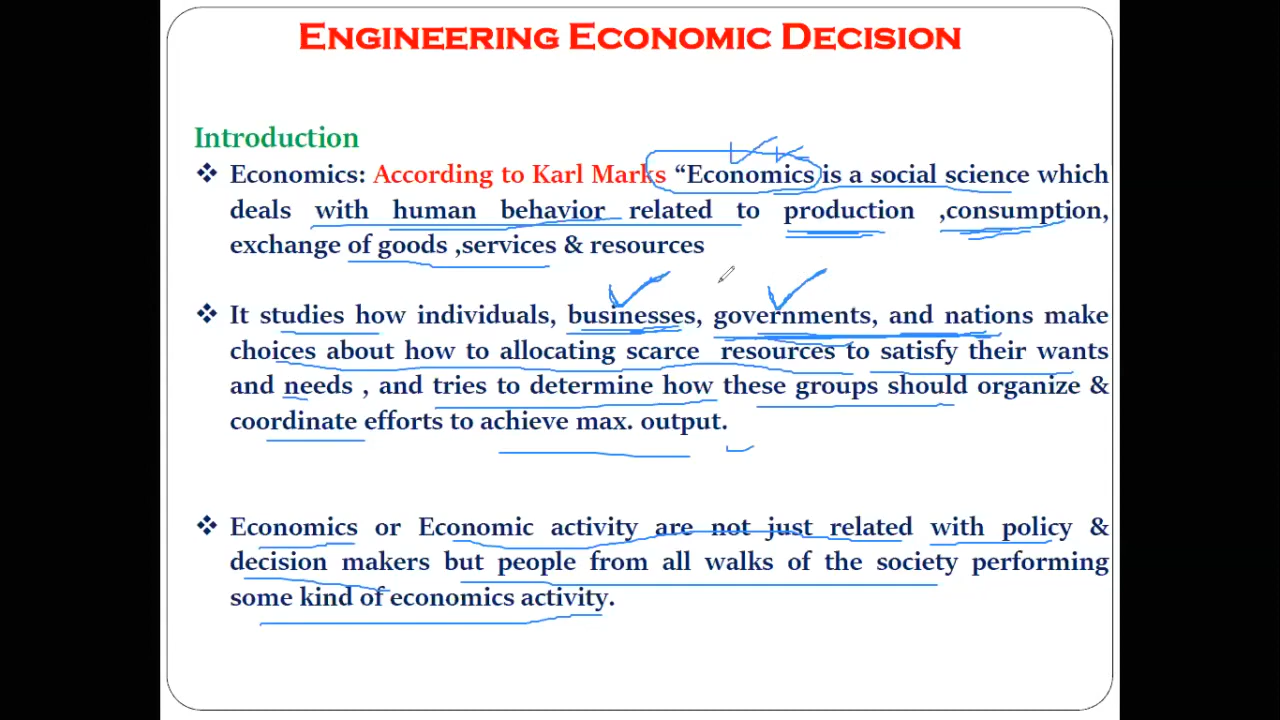 ENGINEERING ECONOMIC DECISION
Introduction
❖ Economics: According to Karl Marks “Economics is a social science which
deals with human behavior related to production ,consumption,
exchange of goods ,services & resources
❖ It studies how individuals, businesses, governments, and nations make
choices about how to allocating scarce resources to satisfy their wants
and needs , and tries to determine how these groups should organize &
coordinate efforts to achieve max. output.
❖ Economics or Economic activity are not just related with policy &
decision makers but people from all walks of the society performing
some kind of economics activity.